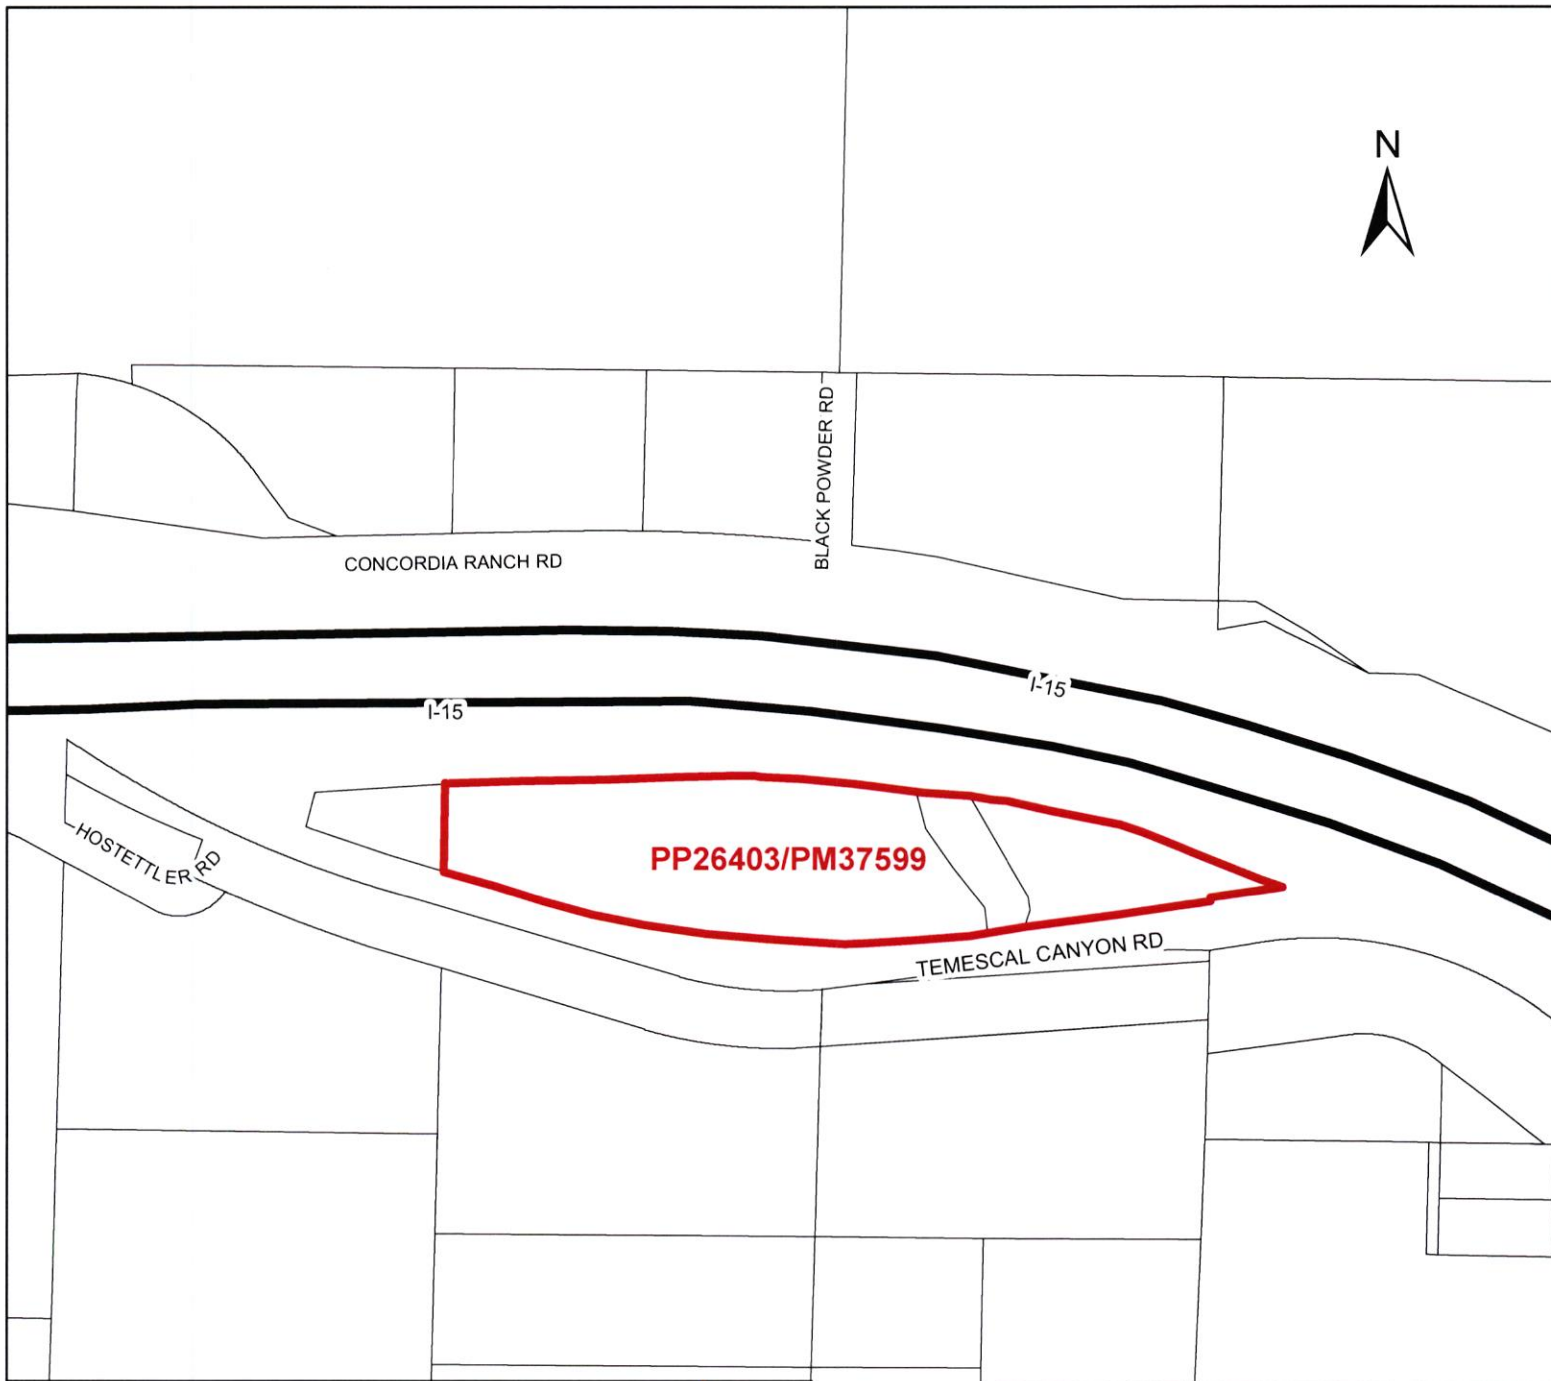 N
BLACK POWDER RD
CONCORDIA RANCH RD
I-15
I-15
HOSTETTLER RD
PP26403/PM37599
TEMESCAL CANYON RD